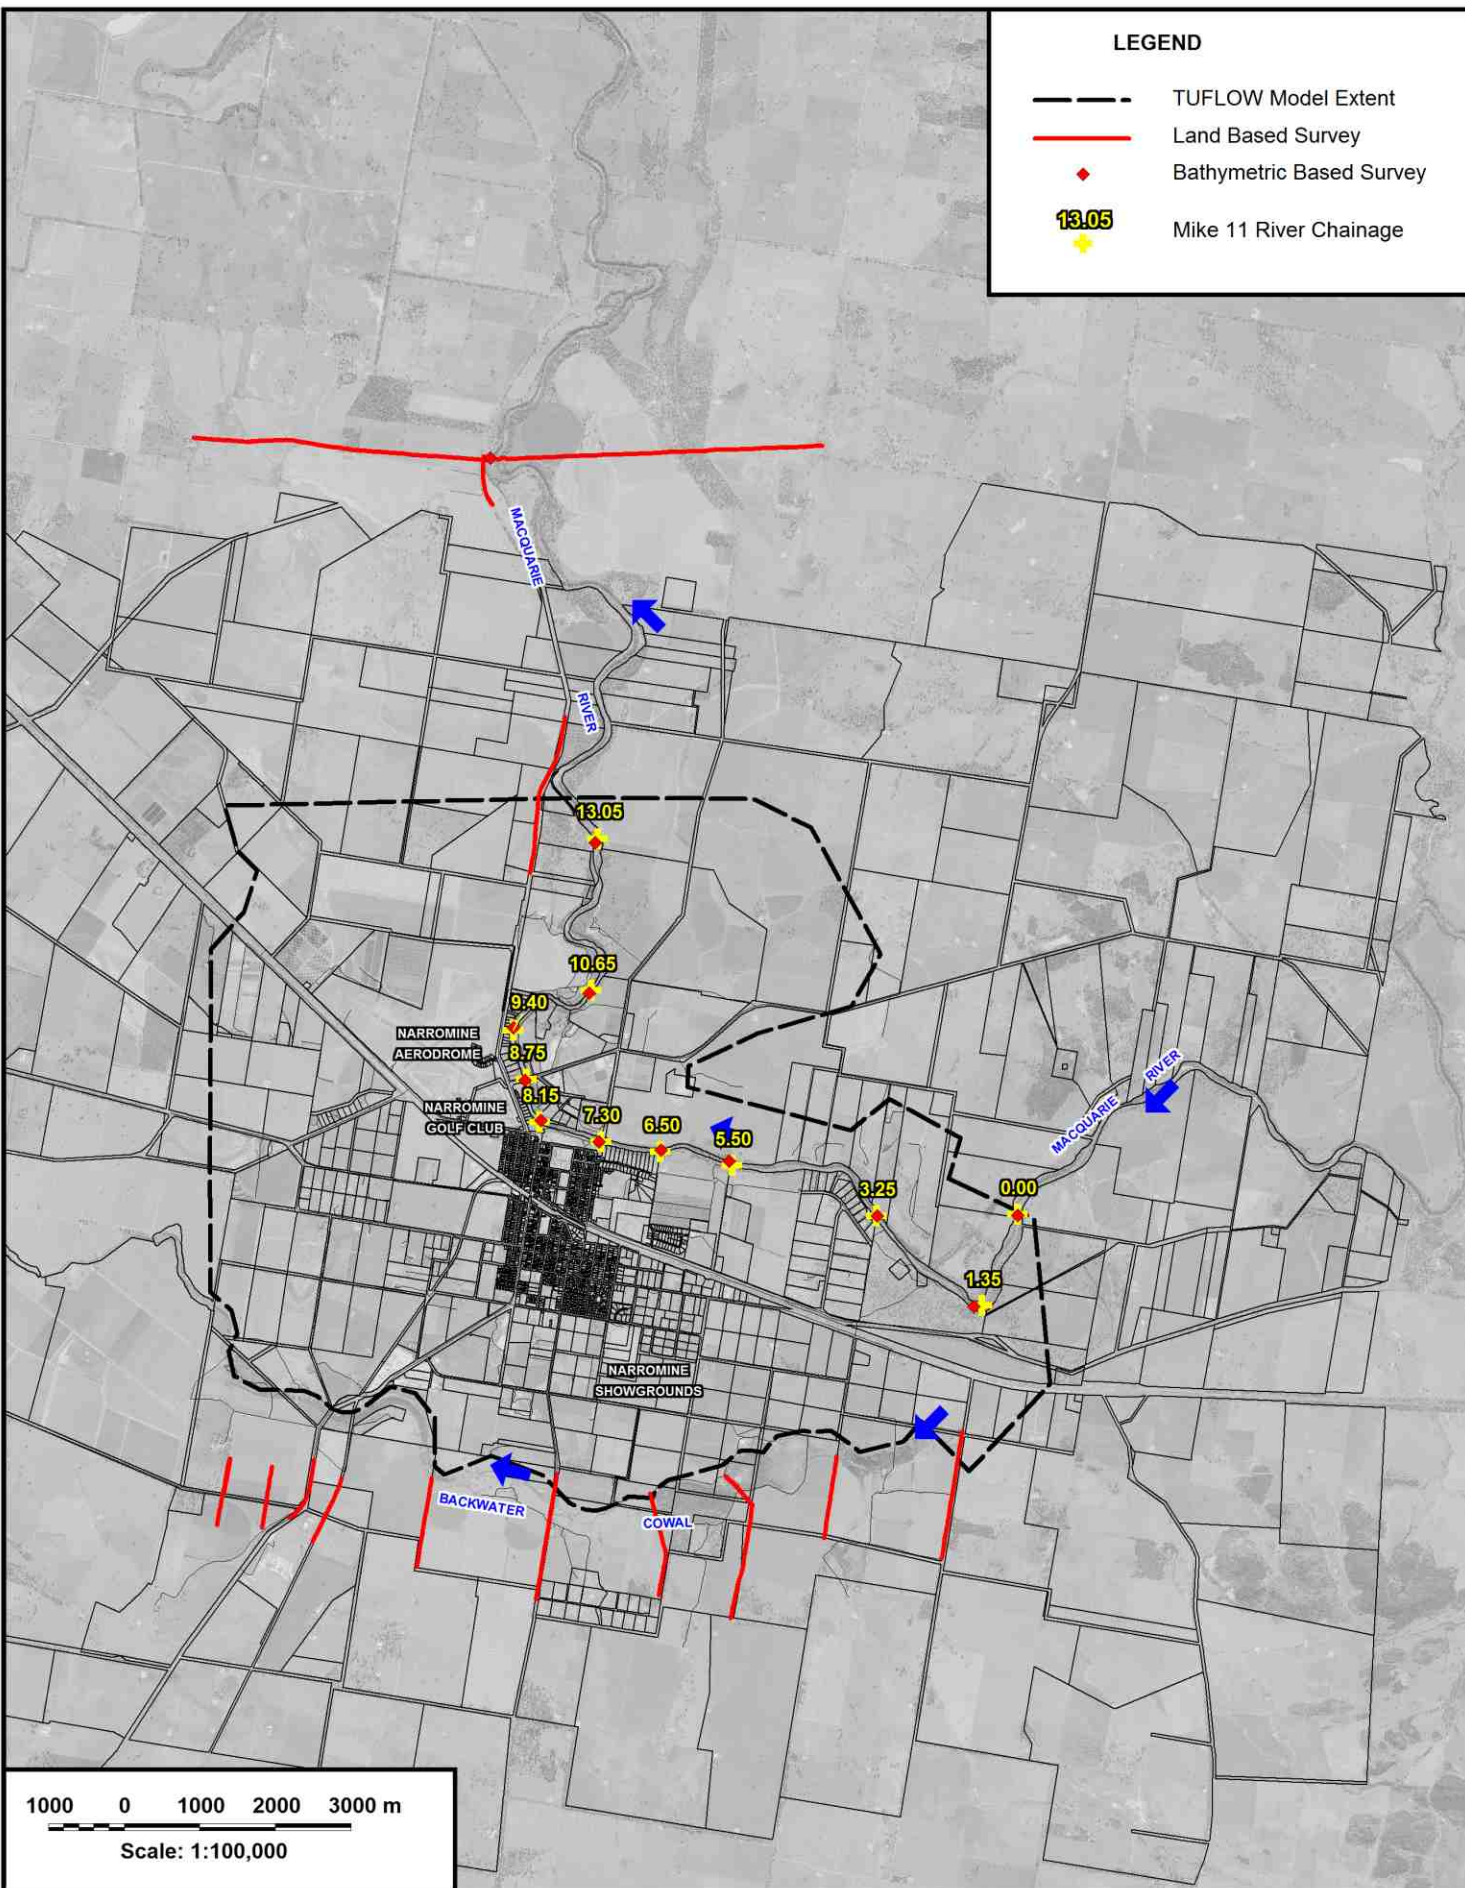 LEGEND
TUFLOW Model Extent
Land Based Survey
Bathymetric Based Survey
13.05
Mike 11 River Chainage
MACQUARIE
RIVER
13.05
10.65
9.40
NARROMINE
AERODROME
8.75
NARROMINE
GOLF CLUB
8.15
7.30
6.50
5.50
3.25
MACQUARIE
RIVER
0.00
1.35
NARROMINE
SHOWGROUNDS
BACKWATER
COWAL
1000 0 1000 2000 3000 m
Scale: 1:100,000